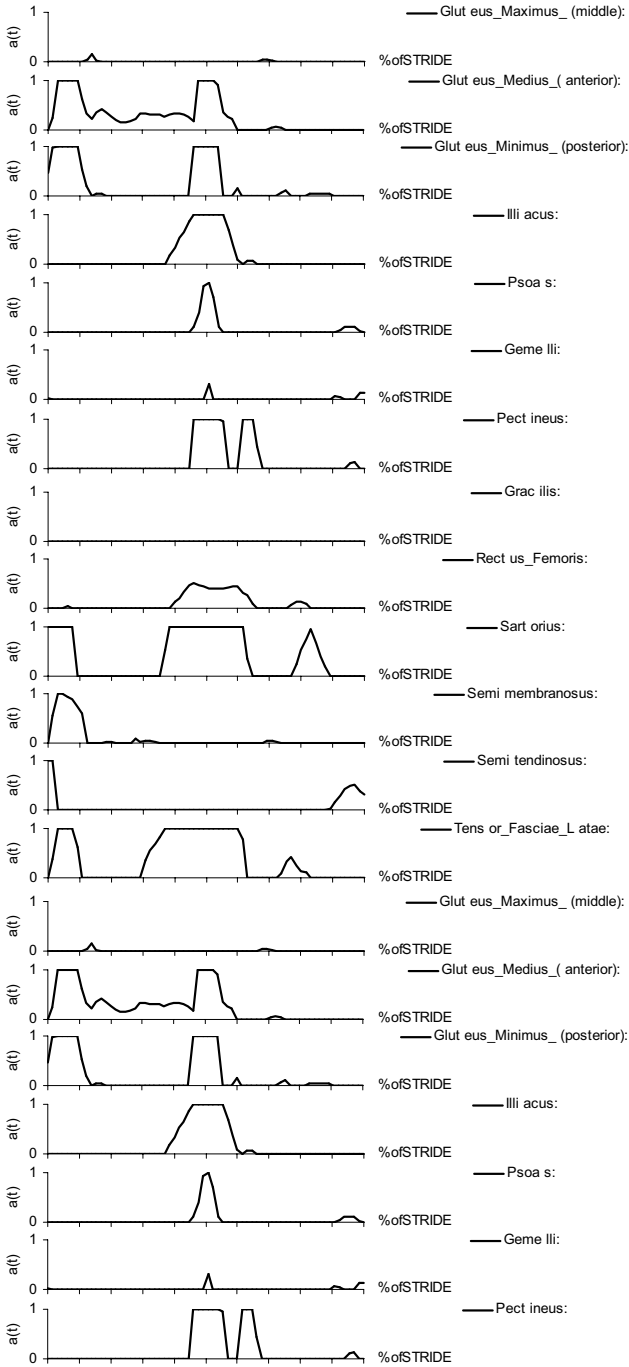 1 Glut eus_Maximus_ (middle):
a(t)
0 %ofSTRIDE
1 Glut eus_Medius_( anterior):
a(t)
0 %ofSTRIDE
1 Glut eus_Minimus_ (posterior):
a(t)
0 %ofSTRIDE
1 Illi acus:
a(t)
0 %ofSTRIDE
1 Psoa s:
a(t)
0 %ofSTRIDE
1 Geme lli:
a(t)
0 %ofSTRIDE
1 Pect ineus:
a(t)
0 %ofSTRIDE
1 Grac ilis:
a(t)
0 %ofSTRIDE
1 Rect us_Femoris:
a(t)
0 %ofSTRIDE
1 Sart orius:
a(t)
0 %ofSTRIDE
1 Semi membranosus:
a(t)
0 %ofSTRIDE
1 Semi tendinosus:
a(t)
0 %ofSTRIDE
1 Tens or_Fasciae_L atae:
a(t)
0 %ofSTRIDE
1 Glut eus_Maximus_ (middle):
a(t)
0 %ofSTRIDE
1 Glut eus_Medius_( anterior):
a(t)
0 %ofSTRIDE
1 Glut eus_Minimus_ (posterior):
a(t)
0 %ofSTRIDE
1 Illi acus:
a(t)
0 %ofSTRIDE
1 Psoa s:
a(t)
0 %ofSTRIDE
1 Geme lli:
a(t)
0 %ofSTRIDE
1 Pect ineus:
a(t)
0 %ofSTRIDE